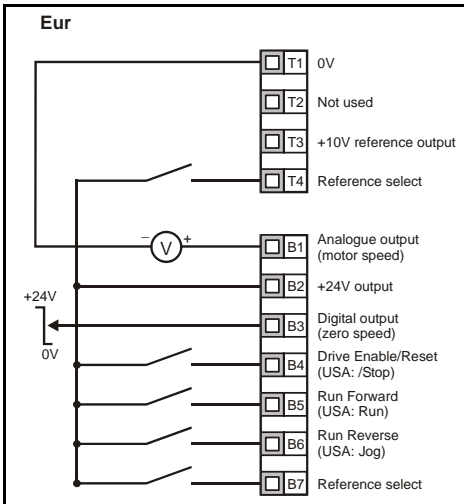 Eur
T1 0V
T2 Not used
T3 +10V reference output
T4 Reference select
− V +
B1 Analogue output
(motor speed)
B2 +24V output
+24V
0V
B3 Digital output
(zero speed)
B4 Drive Enable/Reset
(USA: /Stop)
B5 Run Forward
(USA: Run)
B6 Run Reverse
(USA: Jog)
B7 Reference select